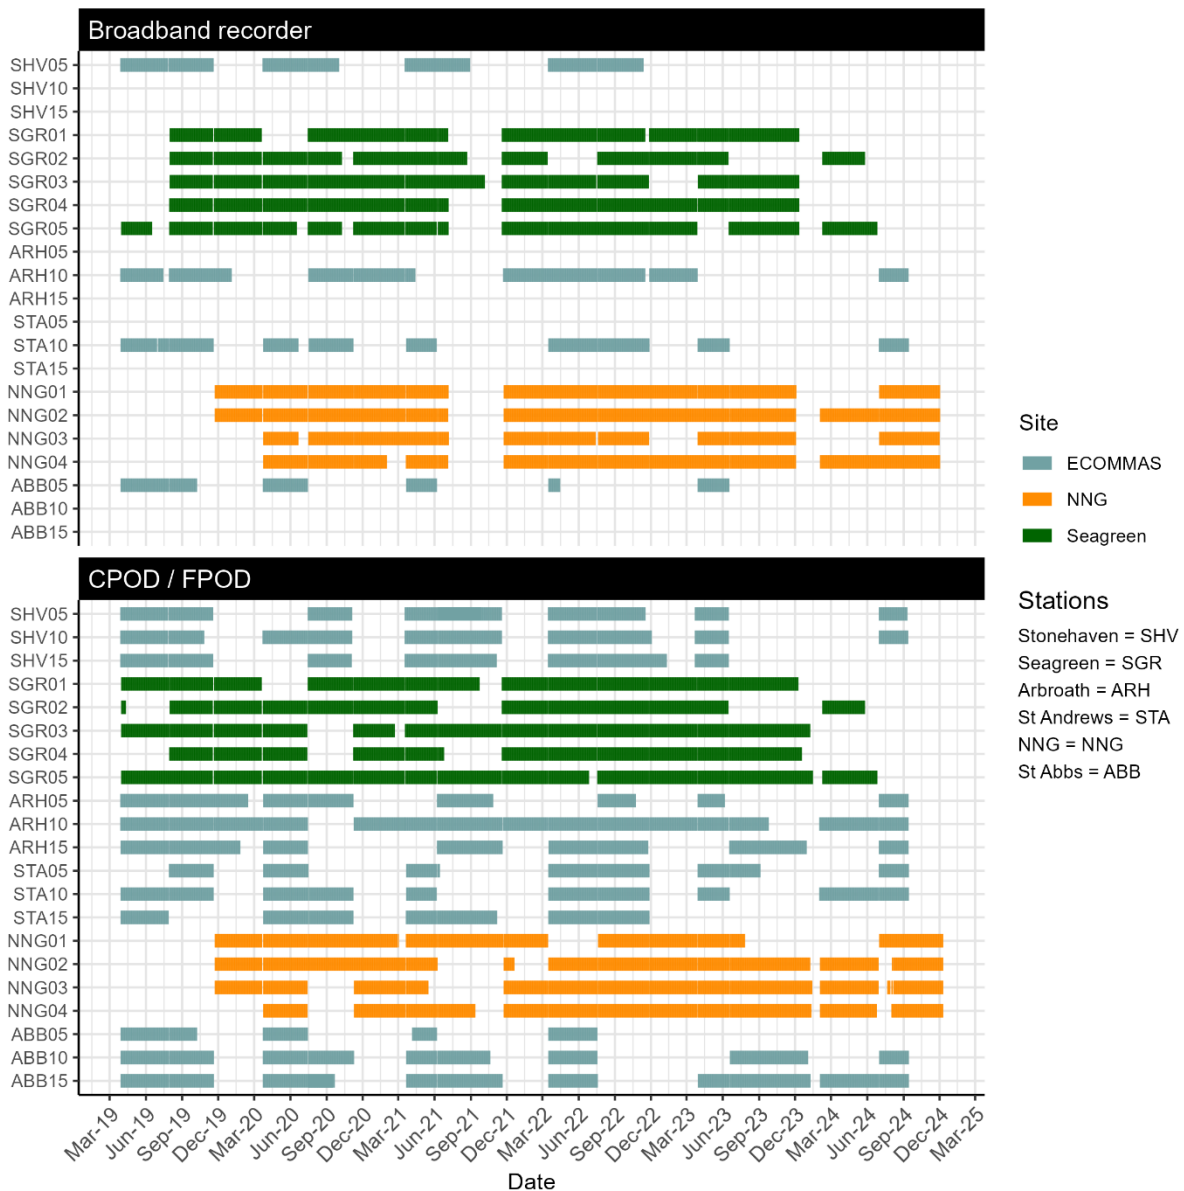 Broadband recorder
SHV05
SHV10
SHV15
SGR01
SGR02
SGR03
SGR04
SGR05
ARH05
ARH10
ARH15
STA05
STA10
STA15
NNG01
NNG02
NNG03
NNG04
ABB05
ABB10
ABB15
CPOD / FPOD
SHV05
SHV10
SHV15
SGR01
SGR02
SGR03
SGR04
SGR05
ARH05
ARH10
ARH15
STA05
STA10
STA15
NNG01
NNG02
NNG03
NNG04
ABB05
ABB10
ABB15
Mar-19
Jun-19
Sep-19
Dec-19
Mar-20
Jun-20
Sep-20
Dec-20
Mar-21
Jun-21
Sep-21
Dec-21
Mar-22
Jun-22
Sep-22
Dec-22
Mar-23
Jun-23
Sep-23
Dec-23
Mar-24
Jun-24
Sep-24
Dec-24
Mar-25
Date
Site
ECOMMAS
NNG
Seagreen
Stations
Stonehaven = SHV
Seagreen = SGR
Arbroath = ARH
St Andrews = STA
NNG = NNG
St Abbs = ABB